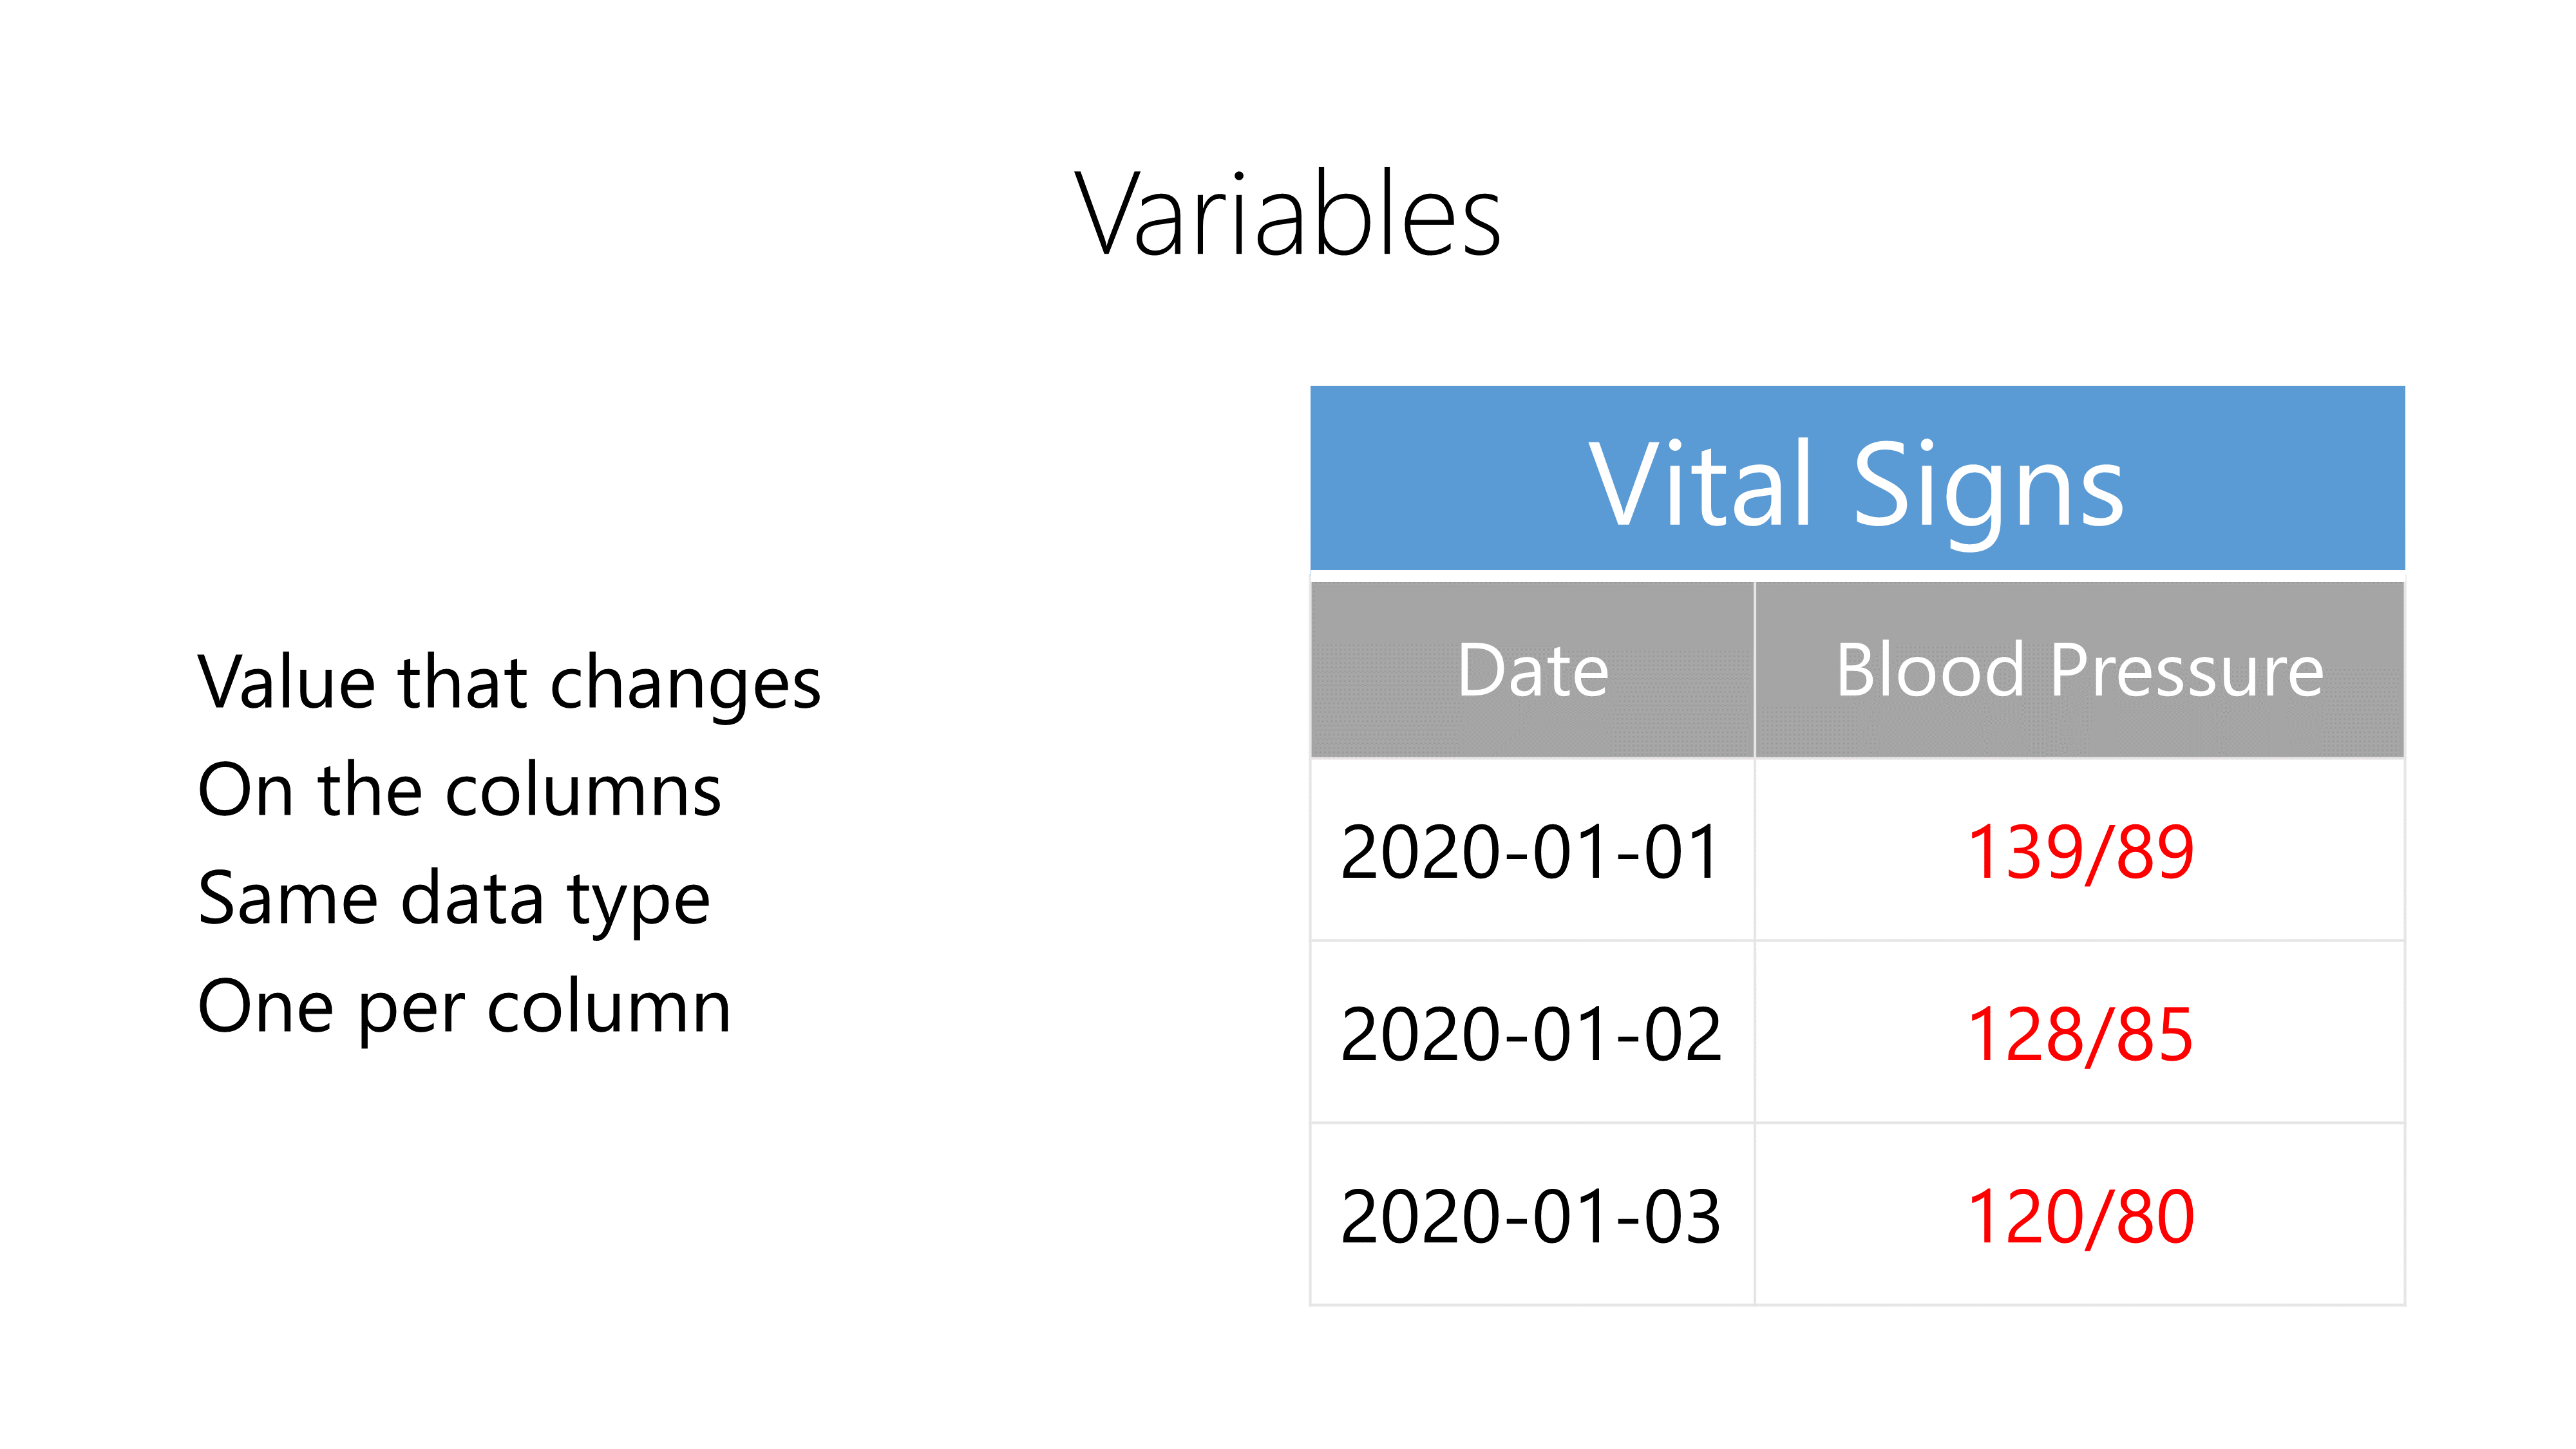 Variables
Value that changes
On the columns
Same data type
One per column
Vital Signs
Date Blood Pressure
2020-01-01 139/89
2020-01-02 128/85
2020-01-03 120/80